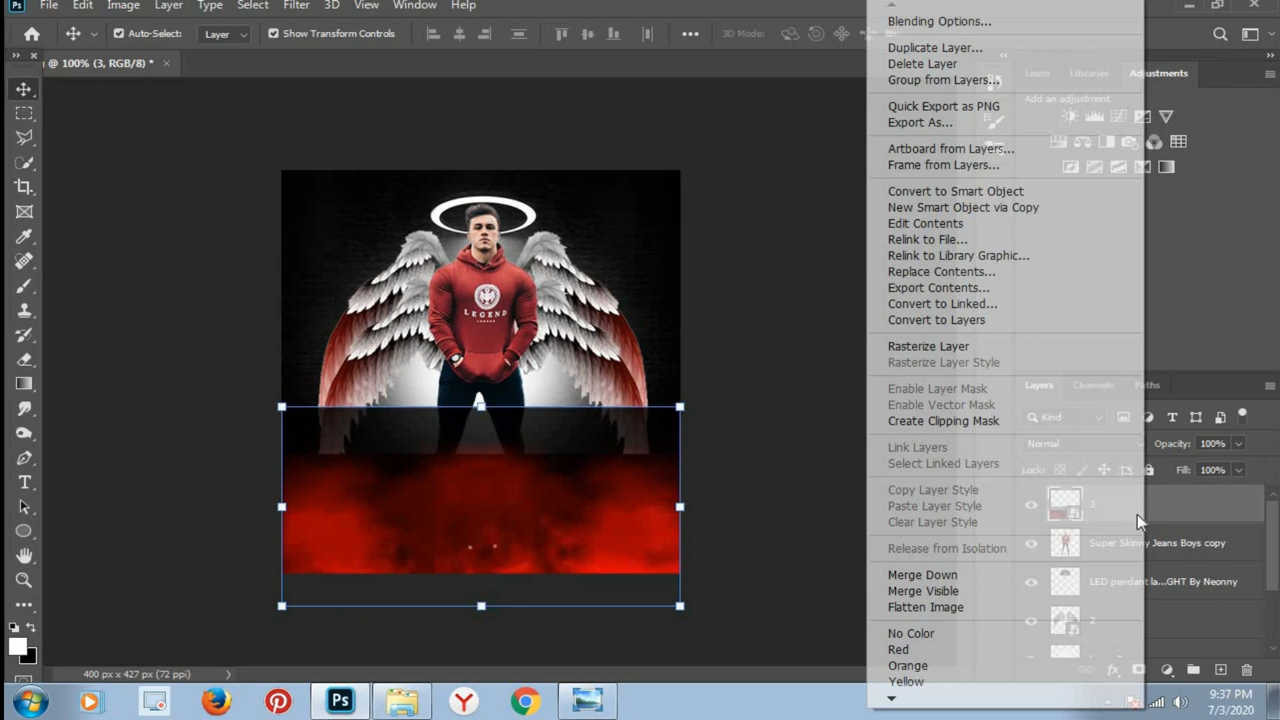 Ps File Edit Image Layer Type Select Filter 3D View Window Help
Auto-Select: Layer Show Transform Controls 3D Mode:
@ 100% (3, RGB/8) *
LEGEND
LONDON
Blending Options...
Duplicate Layer...
Delete Layer
Group from Layers...
Quick Export as PNG
Export As...
Artboard from Layers...
Frame from Layers...
Convert to Smart Object
New Smart Object via Copy
Edit Contents
Relink to File...
Relink to Library Graphic...
Replace Contents...
Export Contents...
Convert to Linked...
Convert to Layers
Rasterize Layer
Rasterize Layer Style
Enable Layer Mask
Enable Vector Mask
Create Clipping Mask
Link Layers
Select Linked Layers
Copy Layer Style
Paste Layer Style
Clear Layer Style
Release from Isolation
Merge Down
Merge Visible
Flatten Image
No Color
Red
Orange
Yellow
Learn Libraries Adjustments
Add an adjustment
Layers Channels Paths
Kind
Normal Opacity: 100%
Lock: Fill: 100%
3
Super Skinny Jeans Boys copy
LED pendant la...GHT By Neonny
2
400 px x 427 px (72 ppi)
Ps
9:37 PM
7/3/2020